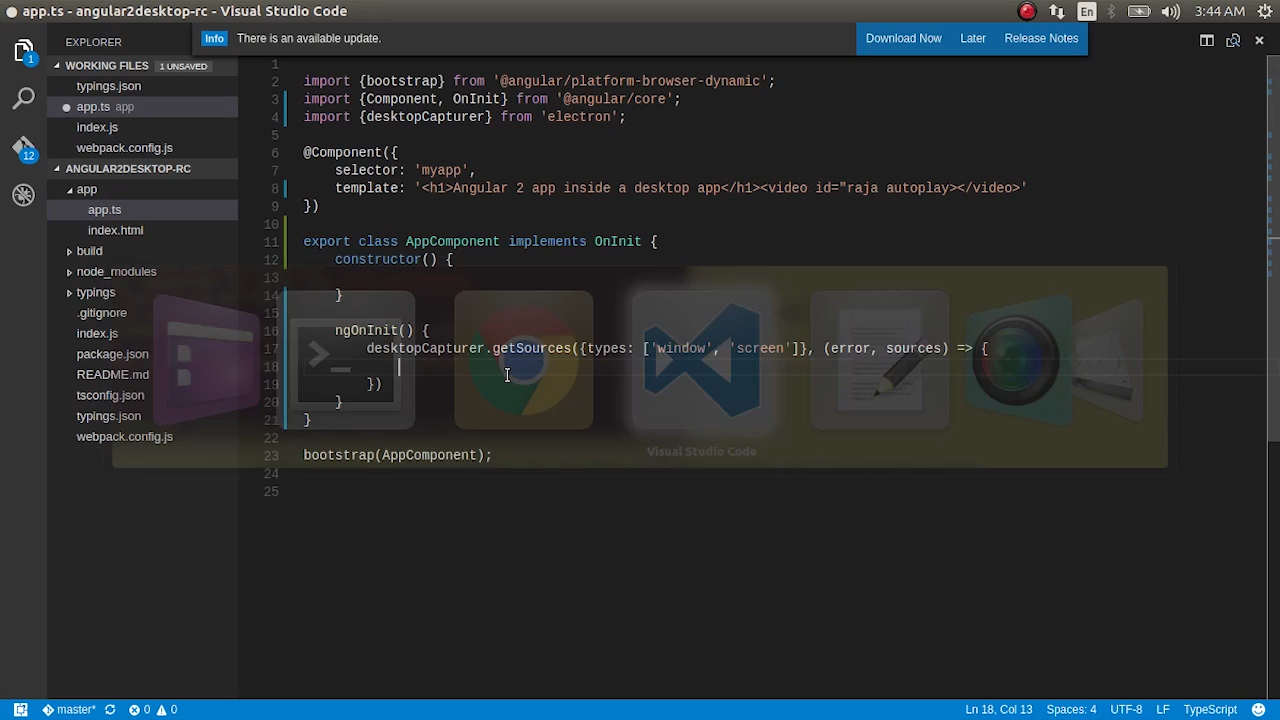 app.ts - angular2desktop-rc - Visual Studio Code
En
3:44 AM
EXPLORER
Info
There is an available update.
Download Now
Later
Release Notes
WORKING FILES
1 UNSAVED
typings.json
app.ts app
index.js
webpack.config.js
ANGULAR2DESKTOP-RC
app
app.ts
index.html
build
node_modules
typings
.gitignore
index.js
package.json
README.md
tsconfig.json
typings.json
webpack.config.js
1
12
1
2 import {bootstrap} from '@angular/platform-browser-dynamic';
3 import {Component, OnInit} from '@angular/core';
4 import {desktopCapturer} from 'electron';
5
6 @Component({
7 selector: 'myapp',
8 template: '<h1>Angular 2 app inside a desktop app</h1><video id="raja autoplay></video>'
9 })
10
11 export class AppComponent implements OnInit {
12 constructor() {
13
14 }
15
16 ngOnInit() {
17 desktopCapturer.getSources({types: ['window', 'screen']}, (error, sources) => {
18
19 })
20 }
21 }
22
23 bootstrap(AppComponent);
24
25
Visual Studio Code
master*
0
0
Ln 18, Col 13
Spaces: 4
UTF-8
LF
TypeScript